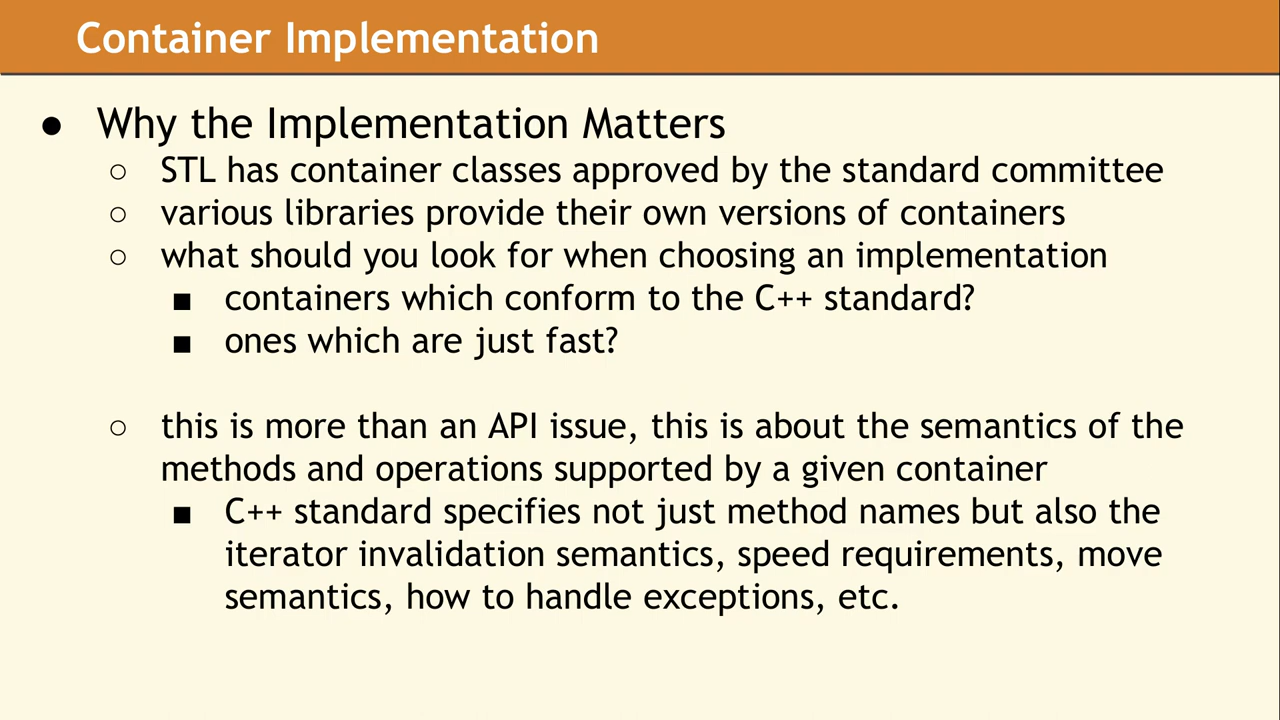 Container Implementation
● Why the Implementation Matters
○ STL has container classes approved by the standard committee
○ various libraries provide their own versions of containers
○ what should you look for when choosing an implementation
■ containers which conform to the C++ standard?
■ ones which are just fast?
○ this is more than an API issue, this is about the semantics of the
methods and operations supported by a given container
■ C++ standard specifies not just method names but also the
iterator invalidation semantics, speed requirements, move
semantics, how to handle exceptions, etc.